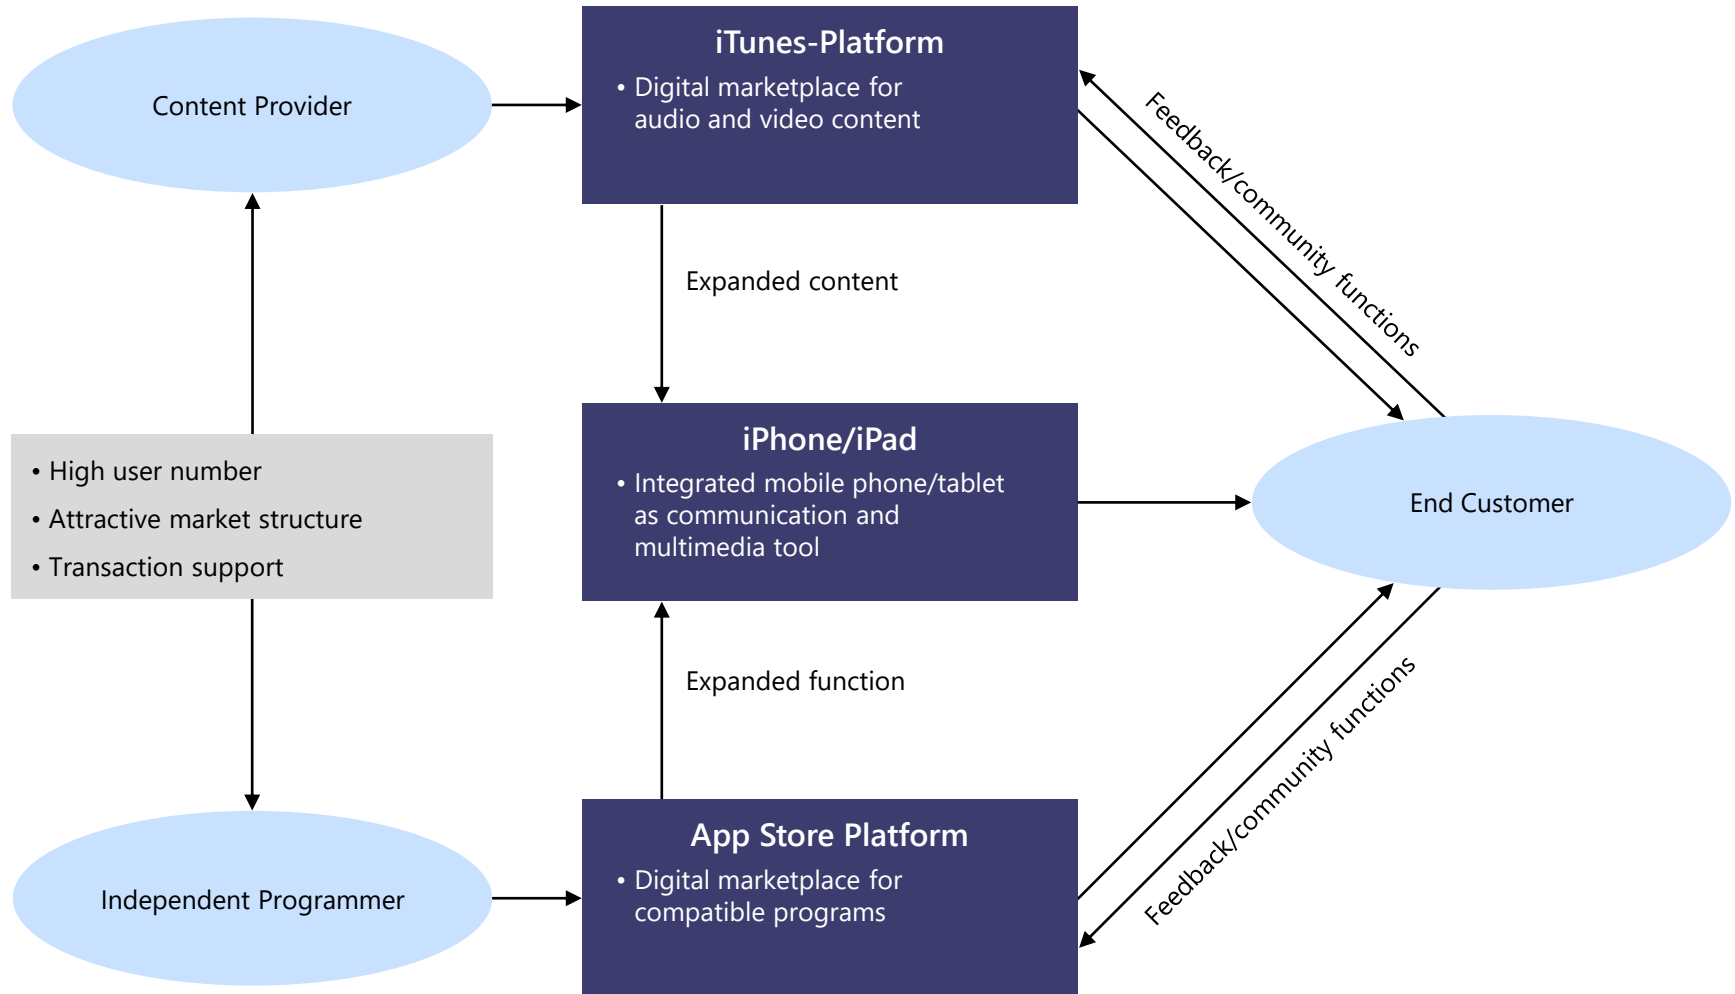 iTunes-Platform
• Digital marketplace for
audio and video content
Content Provider
Feedback/community functions
Expanded content
• High user number
• Attractive market structure
• Transaction support
iPhone/iPad
• Integrated mobile phone/tablet
as communication and
multimedia tool
End Customer
Expanded function
Feedback/community functions
App Store Platform
• Digital marketplace for
compatible programs
Independent Programmer